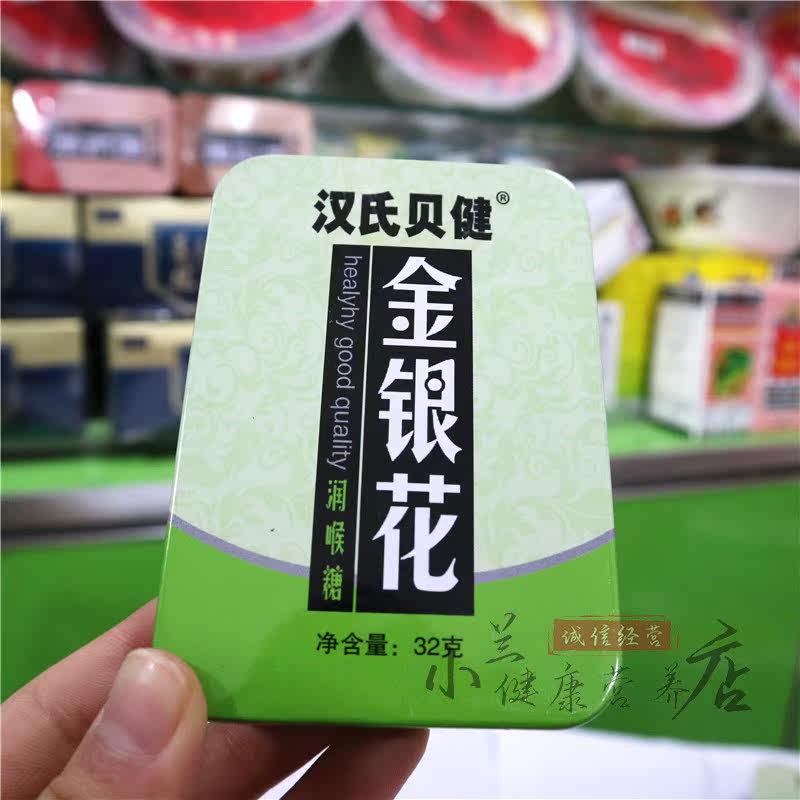 汉氏贝健®
金银花
healyhy good quality 润喉糖
净含量：32克
诚信经营
小兰健康营养店